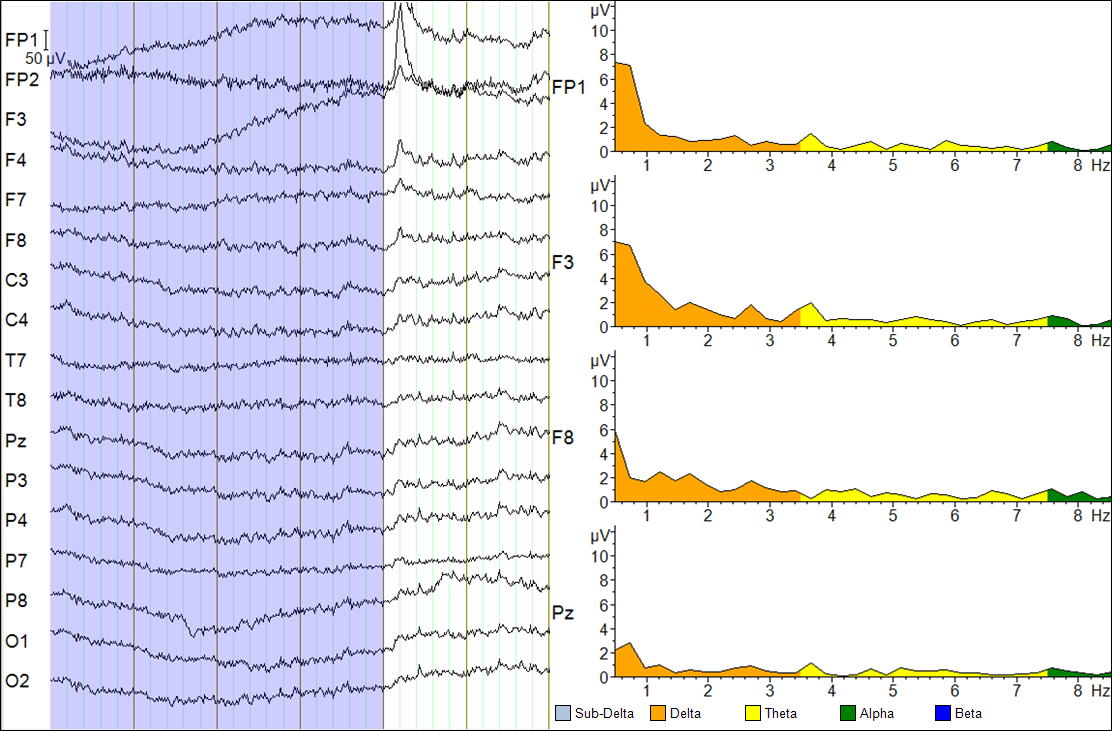 FP1
50 µV
FP2
F3
F4
F7
F8
C3
C4
T7
T8
Pz
P3
P4
P7
P8
O1
O2
µV
10
8
6
4
2
0
FP1
1 2 3 4 5 6 7 8 Hz
µV
10
8
6
4
2
0
F3
1 2 3 4 5 6 7 8 Hz
µV
10
8
6
4
2
0
F8
1 2 3 4 5 6 7 8 Hz
µV
10
8
6
4
2
0
Pz
1 2 3 4 5 6 7 8 Hz
Sub-Delta Delta Theta Alpha Beta